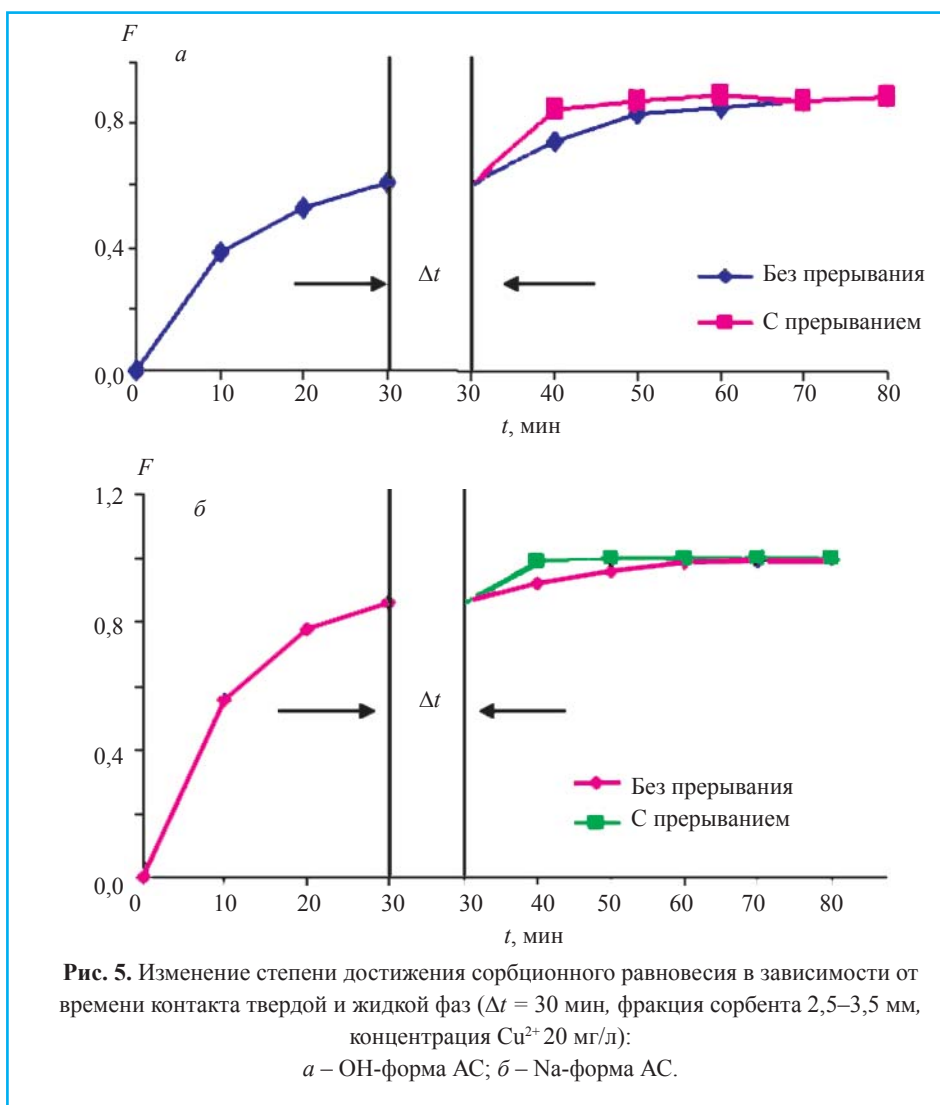 F
а
0,8
0,4
0,0
Δt
Без прерывания
С прерыванием
0 10 20 30 30 40 50 60 70 80
t, мин
F
1,2
б
0,8
0,4
0,0
Δt
Без прерывания
С прерыванием
0 10 20 30 30 40 50 60 70 80
t, мин
Рис. 5. Изменение степени достижения сорбционного равновесия в зависимости от
времени контакта твердой и жидкой фаз (Δt = 30 мин, фракция сорбента 2,5–3,5 мм,
концентрация Cu²⁺ 20 мг/л):
а – ОН-форма АС; б – Na-форма АС.